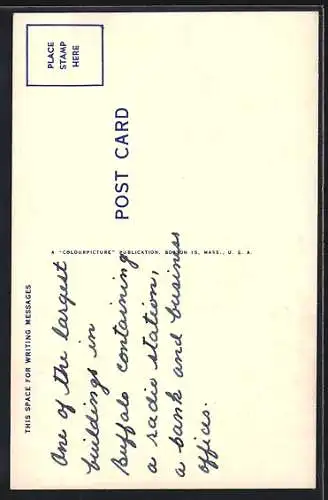 THIS SPACE FOR WRITING MESSAGES
One of the largest
buildings in
Buffalo containing
a radio station,
a bank and business
offices.
A "COLOURPICTURE" PUBLICATION, BOSTON 15, MASS., U. S. A.
POST CARD
PLACE
STAMP
HERE